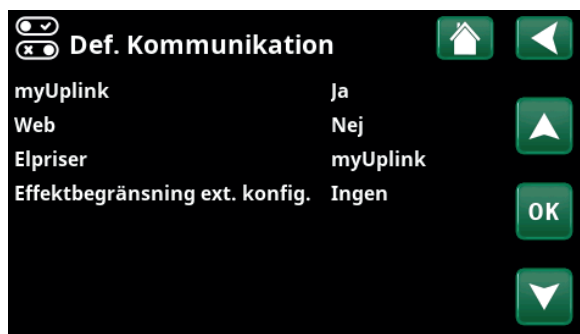 Def. Kommunikation
myUplink Ja
Web Nej
Elpriser myUplink
Effektbegränsning ext. konfig. Ingen
OK